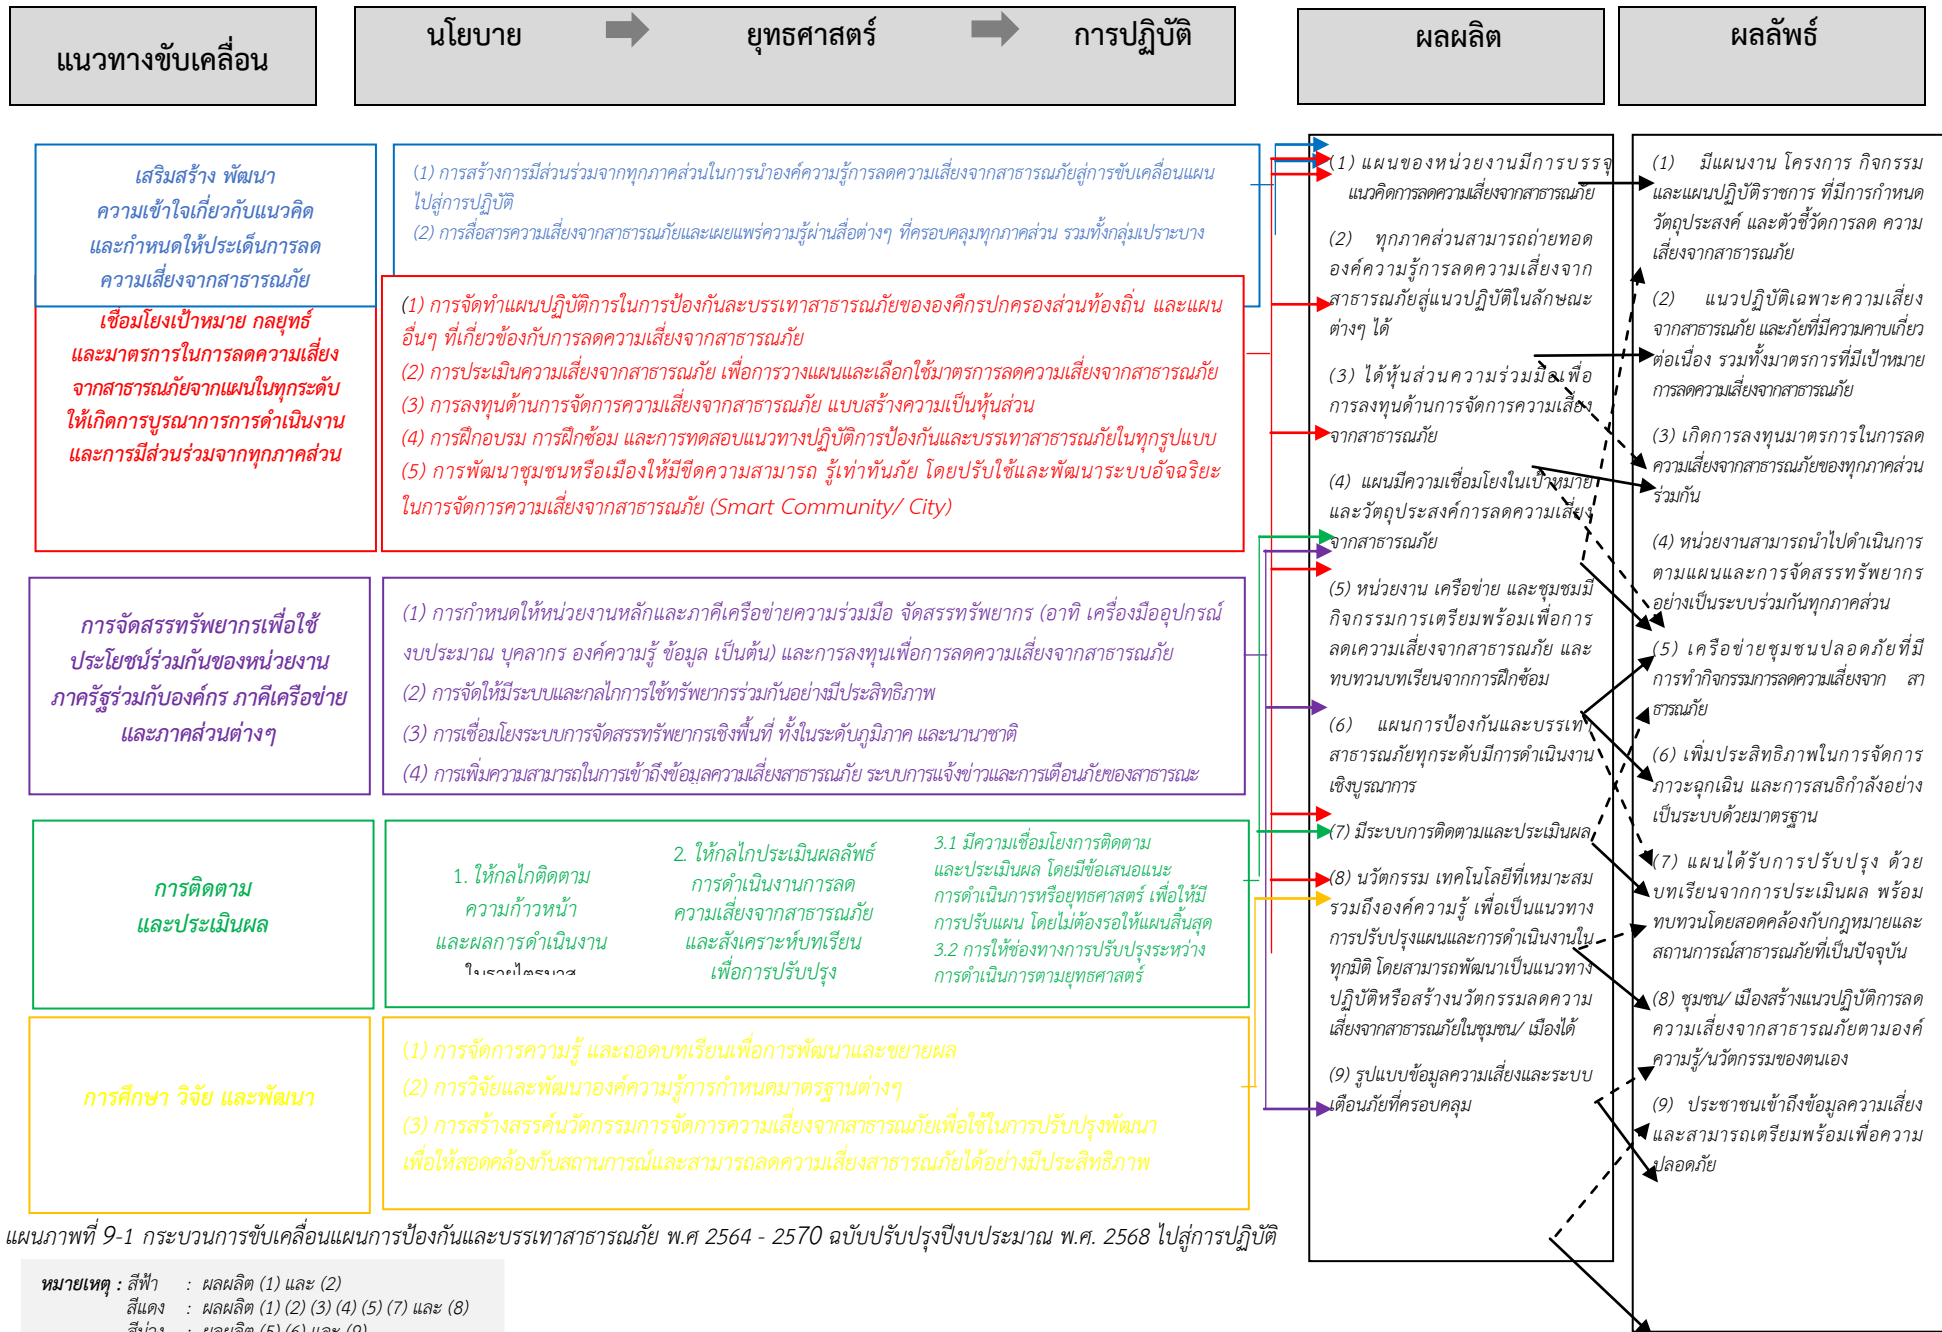 แนวทางขับเคลื่อน
นโยบาย
ยุทธศาสตร์
การปฏิบัติ
ผลผลิต
ผลลัพธ์
เสริมสร้าง พัฒนา
ความเข้าใจเกี่ยวกับแนวคิด
และกำหนดให้ประเด็นการลด
ความเสี่ยงจากสาธารณภัย
(1) การสร้างการมีส่วนร่วมจากทุกภาคส่วนในการนำองค์ความรู้การลดความเสี่ยงจากสาธารณภัยสู่การขับเคลื่อนแผน
ไปสู่การปฏิบัติ
(2) การสื่อสารความเสี่ยงจากสาธารณภัยและเผยแพร่ความรู้ผ่านสื่อต่างๆ ที่ครอบคลุมทุกภาคส่วน รวมทั้งกลุ่มเปราะบาง
เชื่อมโยงเป้าหมาย กลยุทธ์
และมาตรการในการลดความเสี่ยง
จากสาธารณภัยจากแผนในทุกระดับ
ให้เกิดการบูรณาการการดำเนินงาน
และการมีส่วนร่วมจากทุกภาคส่วน
(1) การจัดทำแผนปฏิบัติการในการป้องกันละบรรเทาสาธารณภัยขององค์กรปกครองส่วนท้องถิ่น และแผน
อื่นๆ ที่เกี่ยวข้องกับการลดความเสี่ยงจากสาธารณภัย
(2) การประเมินความเสี่ยงจากสาธารณภัย เพื่อการวางแผนและเลือกใช้มาตรการลดความเสี่ยงจากสาธารณภัย
(3) การลงทุนด้านการจัดการความเสี่ยงจากสาธารณภัย แบบสร้างความเป็นหุ้นส่วน
(4) การฝึกอบรม การฝึกซ้อม และการทดสอบแนวทางปฏิบัติการป้องกันและบรรเทาสาธารณภัยในทุกรูปแบบ
(5) การพัฒนาชุมชนหรือเมืองให้มีขีดความสามารถ รู้เท่าทันภัย โดยปรับใช้และพัฒนาระบบอัจฉริยะ
ในการจัดการความเสี่ยงจากสาธารณภัย (Smart Community/ City)
การจัดสรรทรัพยากรเพื่อใช้
ประโยชน์ร่วมกันของหน่วยงาน
ภาครัฐร่วมกับองค์กร ภาคีเครือข่าย
และภาคส่วนต่างๆ
(1) การกำหนดให้หน่วยงานหลักและภาคีเครือข่ายความร่วมมือ จัดสรรทรัพยากร (อาทิ เครื่องมืออุปกรณ์
งบประมาณ บุคลากร องค์ความรู้ ข้อมูล เป็นต้น) และการลงทุนเพื่อการลดความเสี่ยงจากสาธารณภัย
(2) การจัดให้มีระบบและกลไกการใช้ทรัพยากรร่วมกันอย่างมีประสิทธิภาพ
(3) การเชื่อมโยงระบบการจัดสรรทรัพยากรเชิงพื้นที่ ทั้งในระดับภูมิภาค และนานาชาติ
(4) การเพิ่มความสามารถในการเข้าถึงข้อมูลความเสี่ยงสาธารณภัย ระบบการแจ้งข่าวและการเตือนภัยของสาธารณะ
การติดตาม
และประเมินผล
1. ให้กลไกติดตาม
ความก้าวหน้า
และผลการดำเนินงาน
ในรายไตรมาส
2. ให้กลไกประเมินผลลัพธ์
การดำเนินงานการลด
ความเสี่ยงจากสาธารณภัย
และสังเคราะห์บทเรียน
เพื่อการปรับปรุง
3.1 มีความเชื่อมโยงการติดตาม
และประเมินผล โดยมีข้อเสนอแนะ
การดำเนินการหรือยุทธศาสตร์ เพื่อให้มี
การปรับแผน โดยไม่ต้องรอให้แผนสิ้นสุด
3.2 การให้ช่องทางการปรับปรุงระหว่าง
การดำเนินการตามยุทธศาสตร์
การศึกษา วิจัย และพัฒนา
(1) การจัดการความรู้ และถอดบทเรียนเพื่อการพัฒนาและขยายผล
(2) การวิจัยและพัฒนาองค์ความรู้การกำหนดมาตรฐานต่างๆ
(3) การสร้างสรรค์นวัตกรรมการจัดการความเสี่ยงจากสาธารณภัยเพื่อใช้ในการปรับปรุงพัฒนา
เพื่อให้สอดคล้องกับสถานการณ์และสามารถลดความเสี่ยงสาธารณภัยได้อย่างมีประสิทธิภาพ
(1) แผนของหน่วยงานมีการบรรจุ
แนวคิดการลดความเสี่ยงจากสาธารณภัย
(2) ทุกภาคส่วนสามารถถ่ายทอด
องค์ความรู้การลดความเสี่ยงจาก
สาธารณภัยสู่แนวปฏิบัติในลักษณะ
ต่างๆ ได้
(3) ได้หุ้นส่วนความร่วมมือเพื่อ
การลงทุนด้านการจัดการความเสี่ยง
จากสาธารณภัย
(4) แผนมีความเชื่อมโยงในเป้าหมาย
และวัตถุประสงค์การลดความเสี่ยง
จากสาธารณภัย
(5) หน่วยงาน เครือข่าย และชุมชมมี
กิจกรรมการเตรียมพร้อมเพื่อการ
ลดเความเสี่ยงจากสาธารณภัย และ
ทบทวนบทเรียนจากการฝึกซ้อม
(6) แผนการป้องกันและบรรเทา
สาธารณภัยทุกระดับมีการดำเนินงาน
เชิงบูรณาการ
(7) มีระบบการติดตามและประเมินผล
(8) นวัตกรรม เทคโนโลยีที่เหมาะสม
รวมถึงองค์ความรู้ เพื่อเป็นแนวทาง
การปรับปรุงแผนและการดำเนินงานใน
ทุกมิติ โดยสามารถพัฒนาเป็นแนวทาง
ปฏิบัติหรือสร้างนวัตกรรมลดความ
เสี่ยงจากสาธารณภัยในชุมชน/ เมืองได้
(9) รูปแบบข้อมูลความเสี่ยงและระบบ
เตือนภัยที่ครอบคลุม
(1) มีแผนงาน โครงการ กิจกรรม
และแผนปฏิบัติราชการ ที่มีการกำหนด
วัตถุประสงค์ และตัวชี้วัดการลด ความ
เสี่ยงจากสาธารณภัย
(2) แนวปฏิบัติเฉพาะความเสี่ยง
จากสาธารณภัย และภัยที่มีความคาบเกี่ยว
ต่อเนื่อง รวมทั้งมาตรการที่มีเป้าหมาย
การลดความเสี่ยงจากสาธารณภัย
(3) เกิดการลงทุนมาตรการในการลด
ความเสี่ยงจากสาธารณภัยของทุกภาคส่วน
ร่วมกัน
(4) หน่วยงานสามารถนำไปดำเนินการ
ตามแผนและการจัดสรรทรัพยากร
อย่างเป็นระบบร่วมกันทุกภาคส่วน
(5) เครือข่ายชุมชนปลอดภัยที่มี
การทำกิจกรรมการลดความเสี่ยงจาก สา
ธารณภัย
(6) เพิ่มประสิทธิภาพในการจัดการ
ภาวะฉุกเฉิน และการสนธิกำลังอย่าง
เป็นระบบด้วยมาตรฐาน
(7) แผนได้รับการปรับปรุง ด้วย
บทเรียนจากการประเมินผล พร้อม
ทบทวนโดยสอดคล้องกับกฎหมายและ
สถานการณ์สาธารณภัยที่เป็นปัจจุบัน
(8) ชุมชน/ เมืองสร้างแนวปฏิบัติการลด
ความเสี่ยงจากสาธารณภัยตามองค์
ความรู้/นวัตกรรมของตนเอง
(9) ประชาชนเข้าถึงข้อมูลความเสี่ยง
และสามารถเตรียมพร้อมเพื่อความ
ปลอดภัย
แผนภาพที่ 9-1 กระบวนการขับเคลื่อนแผนการป้องกันและบรรเทาสาธารณภัย พ.ศ 2564 - 2570 ฉบับปรับปรุงปีงบประมาณ พ.ศ. 2568 ไปสู่การปฏิบัติ
หมายเหตุ : สีฟ้า : ผลผลิต (1) และ (2)
สีแดง : ผลผลิต (1) (2) (3) (4) (5) (7) และ (8)
สีม่วง : ผลผลิต (5) (6) และ (9)